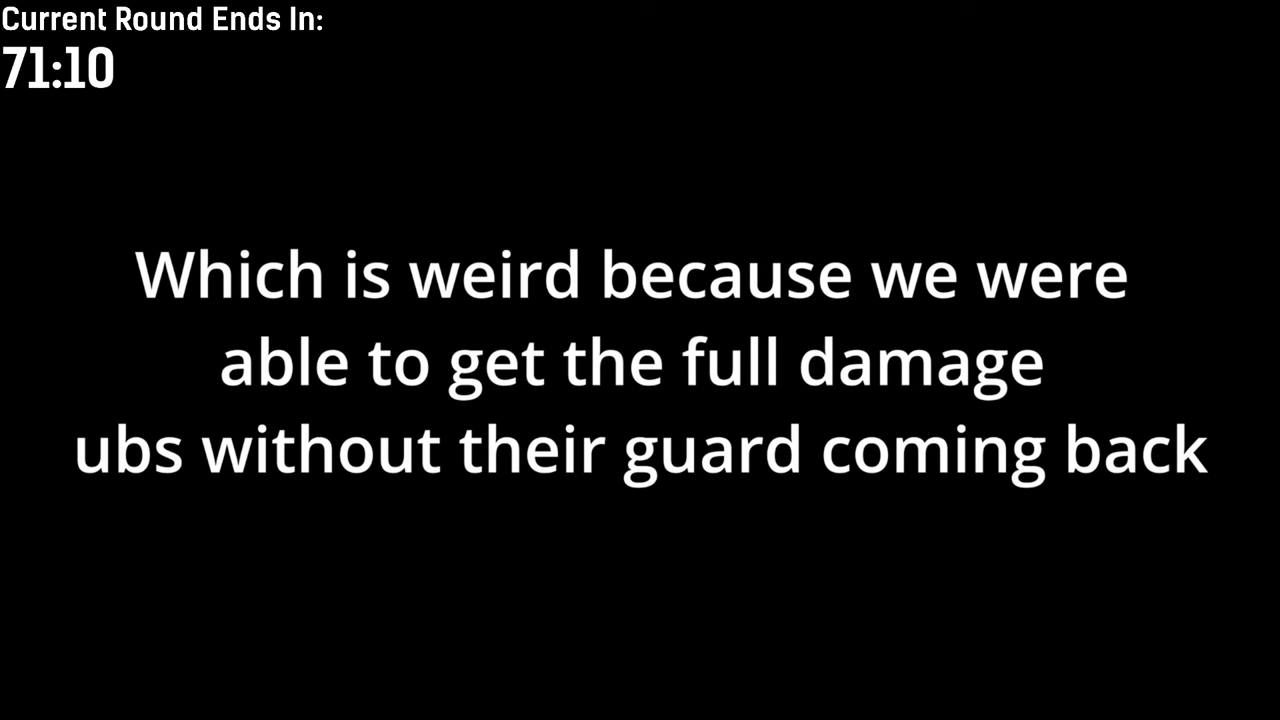 Current Round Ends In:
71:10
Which is weird because we were
able to get the full damage
ubs without their guard coming back